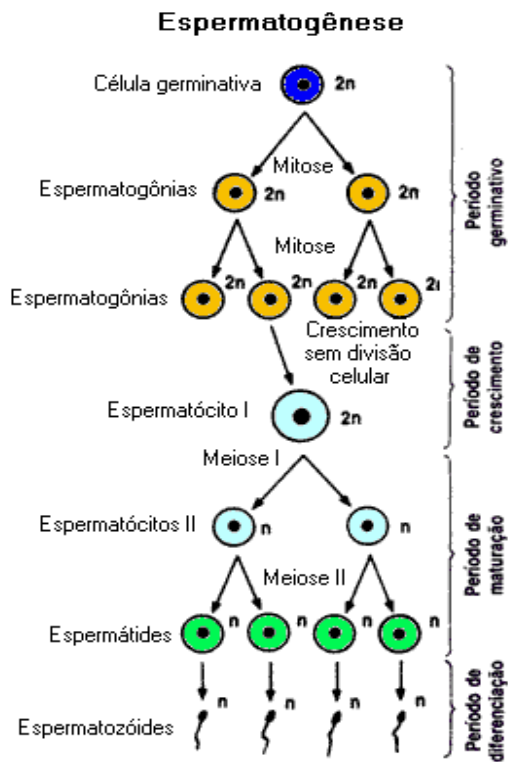 Espermatogênese
Célula germinativa
2n
Mitose
Espermatogônias
2n
2n
Período
germinativo
Mitose
Espermatogônias
2n
2n
2n
2ı
Crescimento
sem divisão
celular
Período de
crescimento
Espermatócito I
2n
Meiose I
Espermatócitos II
n
n
Período de
maturação
Meiose II
Espermátides
n
n
n
n
Período de
diferenciação
Espermatozóides
n
n
n
n